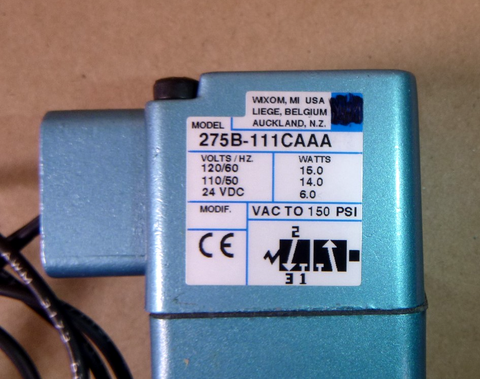 WIXOM, MI USA
LIEGE, BELGIUM
AUCKLAND, N.Z.
MODEL
275B-111CAAA
VOLTS / HZ. WATTS
120/60 15.0
110/50 14.0
24 VDC 6.0
MODIF. VAC TO 150 PSI
CE
2
3 1